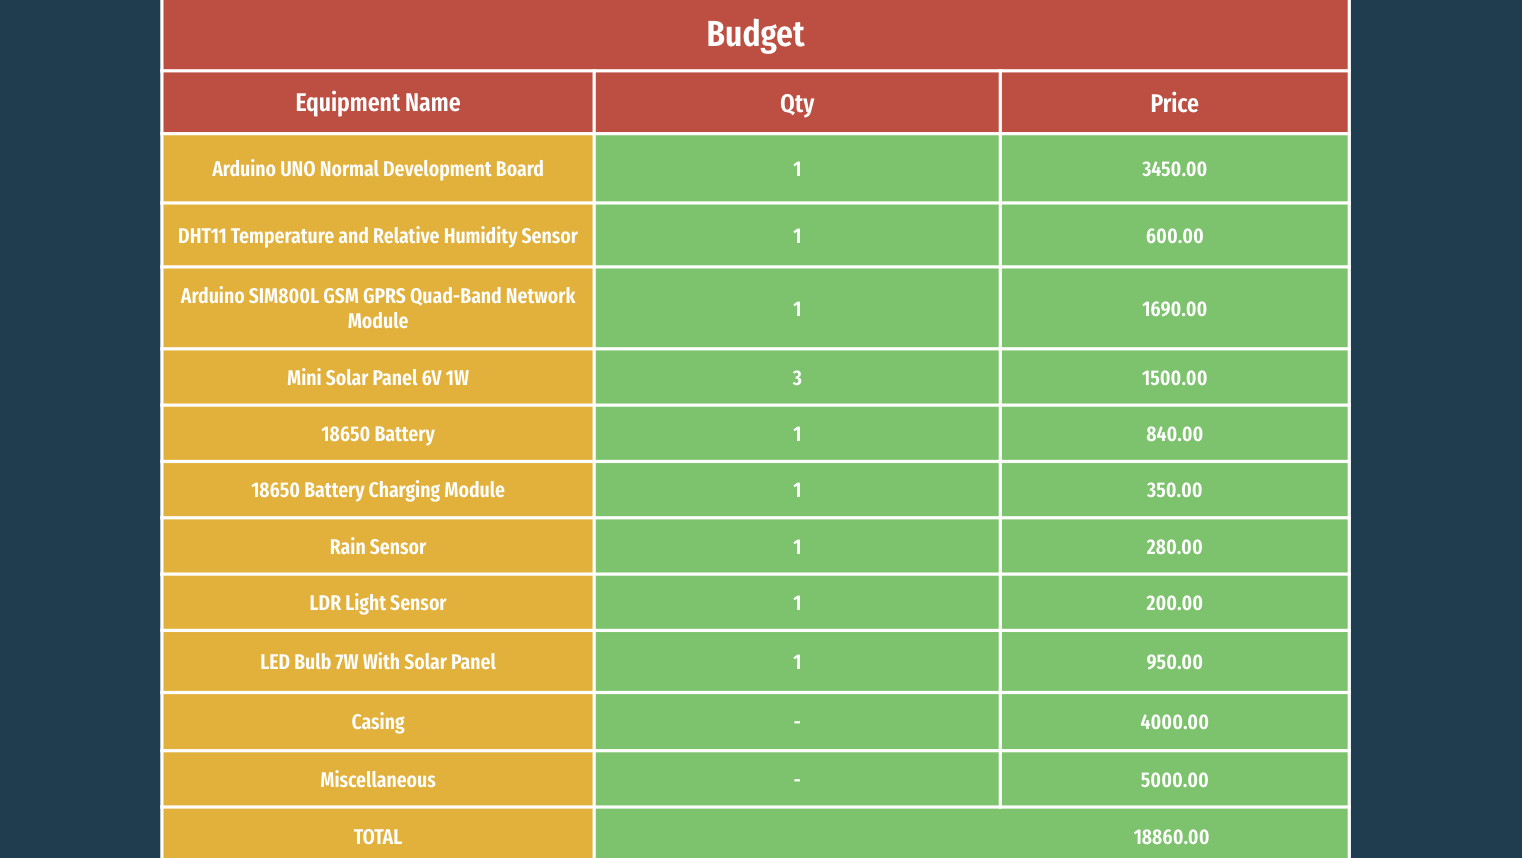 Budget
Equipment Name Qty Price
Arduino UNO Normal Development Board 1 3450.00
DHT11 Temperature and Relative Humidity Sensor 1 600.00
Arduino SIM800L GSM GPRS Quad-Band Network
Module 1 1690.00
Mini Solar Panel 6V 1W 3 1500.00
18650 Battery 1 840.00
18650 Battery Charging Module 1 350.00
Rain Sensor 1 280.00
LDR Light Sensor 1 200.00
LED Bulb 7W With Solar Panel 1 950.00
Casing - 4000.00
Miscellaneous - 5000.00
TOTAL 18860.00